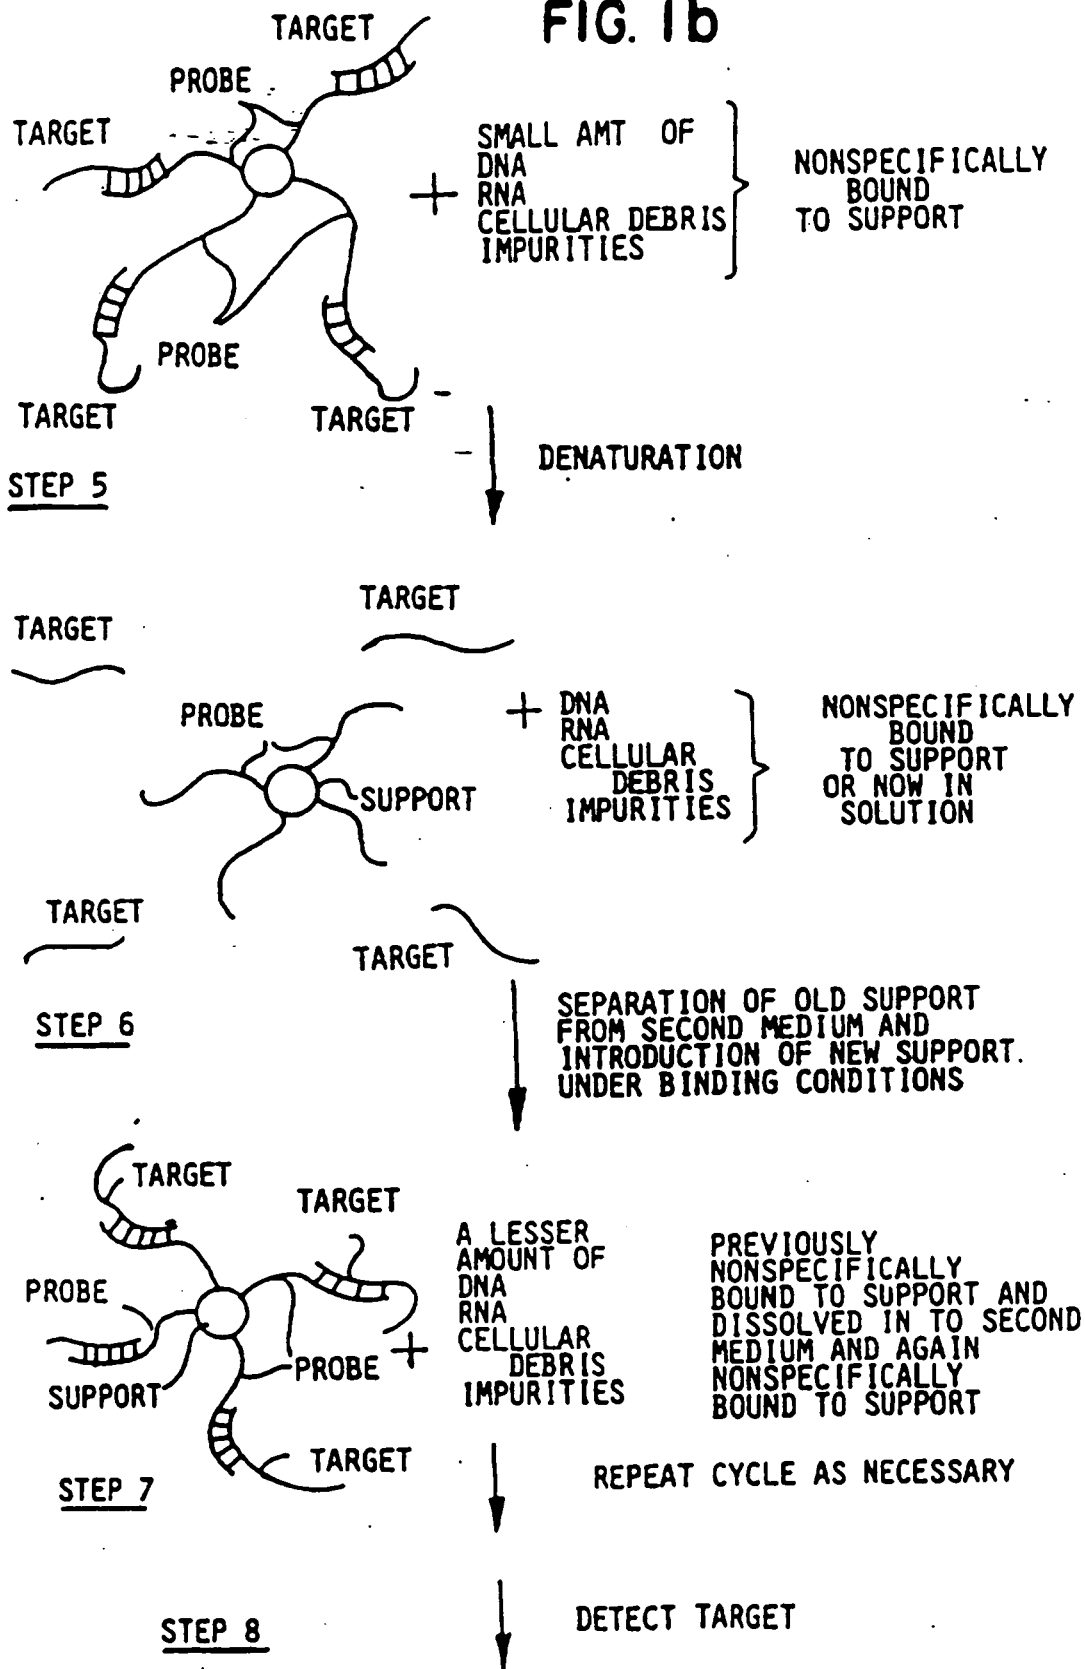 FIG. 1b
TARGET
PROBE
TARGET
+
SMALL AMT OF
DNA
RNA
CELLULAR DEBRIS
IMPURITIES
NONSPECIFICALLY
BOUND
TO SUPPORT
PROBE
TARGET
TARGET
STEP 5
DENATURATION
TARGET
TARGET
PROBE
SUPPORT
+
DNA
RNA
CELLULAR
DEBRIS
IMPURITIES
NONSPECIFICALLY
BOUND
TO SUPPORT
OR NOW IN
SOLUTION
TARGET
TARGET
STEP 6
SEPARATION OF OLD SUPPORT
FROM SECOND MEDIUM AND
INTRODUCTION OF NEW SUPPORT.
UNDER BINDING CONDITIONS
TARGET
TARGET
PROBE
PROBE
SUPPORT
TARGET
+
A LESSER
AMOUNT OF
DNA
RNA
CELLULAR
DEBRIS
IMPURITIES
PREVIOUSLY
NONSPECIFICALLY
BOUND TO SUPPORT AND
DISSOLVED IN TO SECOND
MEDIUM AND AGAIN
NONSPECIFICALLY
BOUND TO SUPPORT
STEP 7
REPEAT CYCLE AS NECESSARY
STEP 8
DETECT TARGET